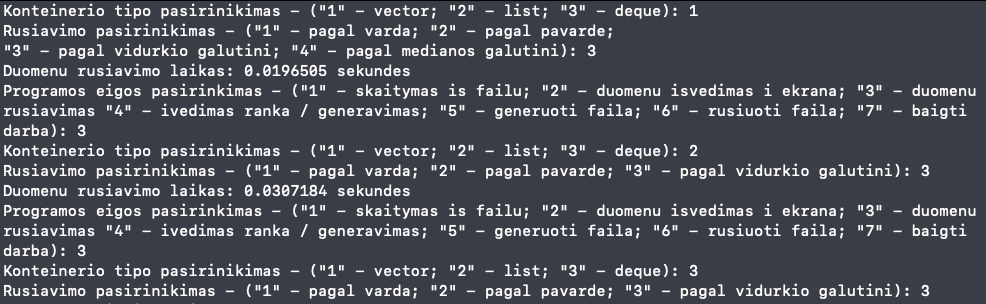 Konteinerio tipo pasirinikimas – ("1" – vector; "2" – list; "3" – deque): 1
Rusiavimo pasirinikimas – ("1" – pagal varda; "2" – pagal pavarde;
"3" – pagal vidurkio galutini; "4" – pagal medianos galutini): 3
Duomenu rusiavimo laikas: 0.0196505 sekundes
Programos eigos pasirinkimas – ("1" – skaitymas is failu; "2" – duomenu isvedimas i ekrana; "3" – duomenu
rusiavimas "4" – ivedimas ranka / generavimas; "5" – generuoti faila; "6" – rusiuoti faila; "7" – baigti
darba): 3
Konteinerio tipo pasirinikimas – ("1" – vector; "2" – list; "3" – deque): 2
Rusiavimo pasirinikimas – ("1" – pagal varda; "2" – pagal pavarde; "3" – pagal vidurkio galutini): 3
Duomenu rusiavimo laikas: 0.0307184 sekundes
Programos eigos pasirinkimas – ("1" – skaitymas is failu; "2" – duomenu isvedimas i ekrana; "3" – duomenu
rusiavimas "4" – ivedimas ranka / generavimas; "5" – generuoti faila; "6" – rusiuoti faila; "7" – baigti
darba): 3
Konteinerio tipo pasirinikimas – ("1" – vector; "2" – list; "3" – deque): 3
Rusiavimo pasirinikimas – ("1" – pagal varda; "2" – pagal pavarde; "3" – pagal vidurkio galutini): 3